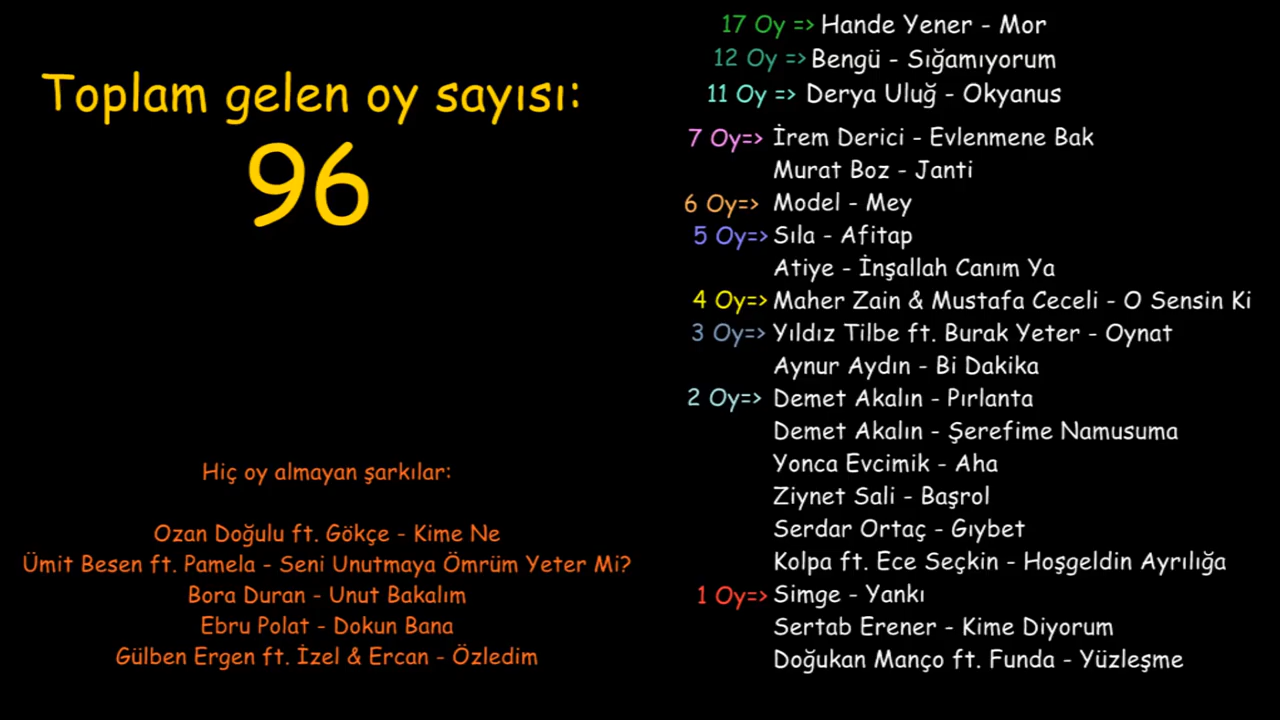 Toplam gelen oy sayısı:
96
Hiç oy almayan şarkılar:
Ozan Doğulu ft. Gökçe - Kime Ne
Ümit Besen ft. Pamela - Seni Unutmaya Ömrüm Yeter Mi?
Bora Duran - Unut Bakalım
Ebru Polat - Dokun Bana
Gülben Ergen ft. İzel & Ercan - Özledim
17 Oy => Hande Yener - Mor
12 Oy => Bengü - Sığamıyorum
11 Oy => Derya Uluğ - Okyanus
7 Oy=> İrem Derici - Evlenmene Bak
Murat Boz - Janti
6 Oy=> Model - Mey
5 Oy=> Sıla - Afitap
Atiye - İnşallah Canım Ya
4 Oy=> Maher Zain & Mustafa Ceceli - O Sensin Ki
3 Oy=> Yıldız Tilbe ft. Burak Yeter - Oynat
Aynur Aydın - Bi Dakika
2 Oy=> Demet Akalın - Pırlanta
Demet Akalın - Şerefime Namusuma
Yonca Evcimik - Aha
Ziynet Sali - Başrol
Serdar Ortaç - Gıybet
Kolpa ft. Ece Seçkin - Hoşgeldin Ayrılığa
1 Oy=> Simge - Yankı
Sertab Erener - Kime Diyorum
Doğukan Manço ft. Funda - Yüzleşme